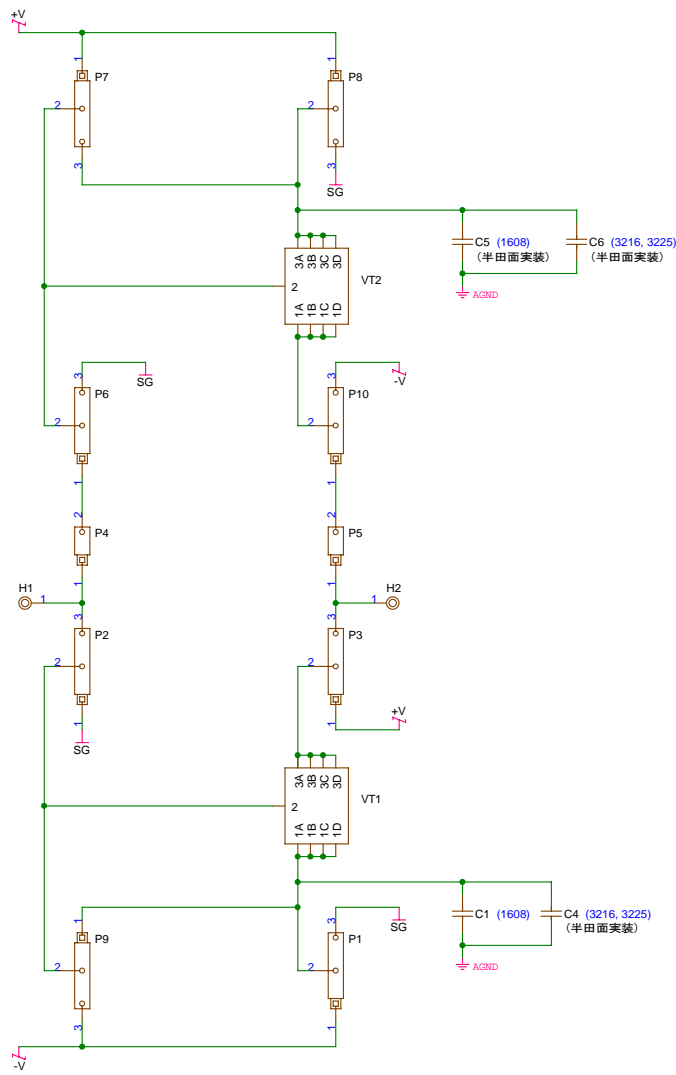 +V
1 P7 1 P8
2 2
3 3
SG
C5 (1608) C6 (3216, 3225)
(半田面実装) (半田面実装)
3A 3B 3C 3D
2 VT2
1A 1B 1C 1D
AGND
3 SG 3 -V
P6 P10
2 2
1 1
2 P4 2 P5
1 1
H1 1 1 H2
3 P2 3 P3
2 2
1 1 +V
SG
3A 3B 3C 3D
2 VT1
1A 1B 1C 1D
C1 (1608) C4 (3216, 3225)
(半田面実装)
1 P9 3 P1 SG
2 2
AGND
3 1
-V